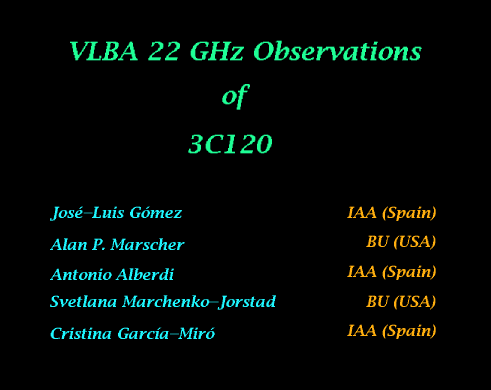 VLBA 22 GHz Observations
of
3C120
José-Luis Gómez IAA (Spain)
Alan P. Marscher BU (USA)
Antonio Alberdi IAA (Spain)
Svetlana Marchenko-Jorstad BU (USA)
Cristina García-Miró IAA (Spain)